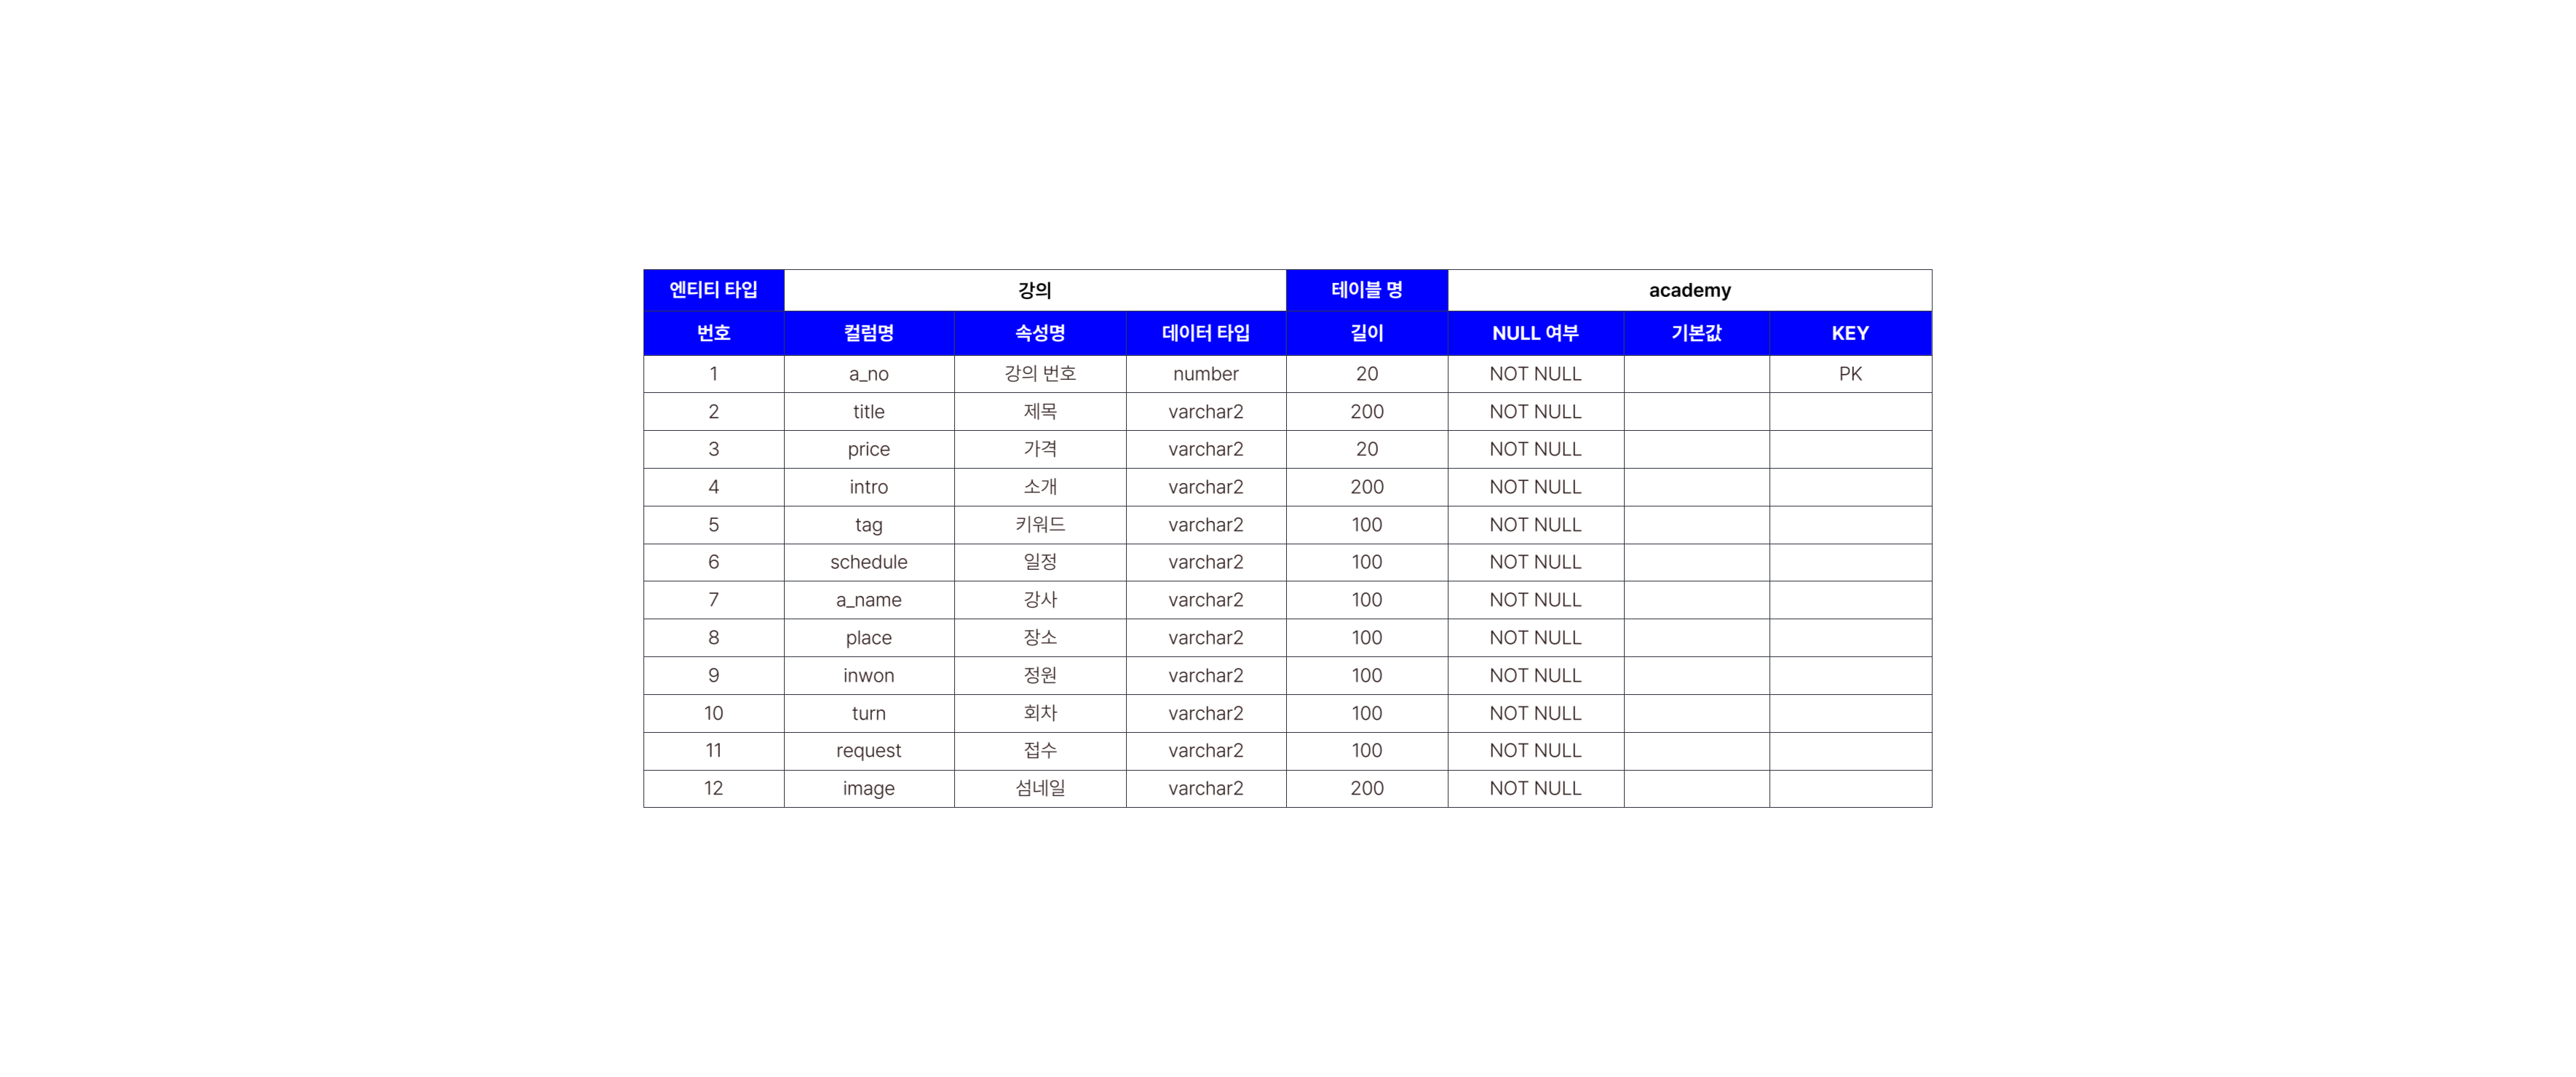 엔티티 타입 강의 테이블 명 academy
번호 컬럼명 속성명 데이터 타입 길이 NULL 여부 기본값 KEY
1 a_no 강의 번호 number 20 NOT NULL PK
2 title 제목 varchar2 200 NOT NULL
3 price 가격 varchar2 20 NOT NULL
4 intro 소개 varchar2 200 NOT NULL
5 tag 키워드 varchar2 100 NOT NULL
6 schedule 일정 varchar2 100 NOT NULL
7 a_name 강사 varchar2 100 NOT NULL
8 place 장소 varchar2 100 NOT NULL
9 inwon 정원 varchar2 100 NOT NULL
10 turn 회차 varchar2 100 NOT NULL
11 request 접수 varchar2 100 NOT NULL
12 image 섬네일 varchar2 200 NOT NULL